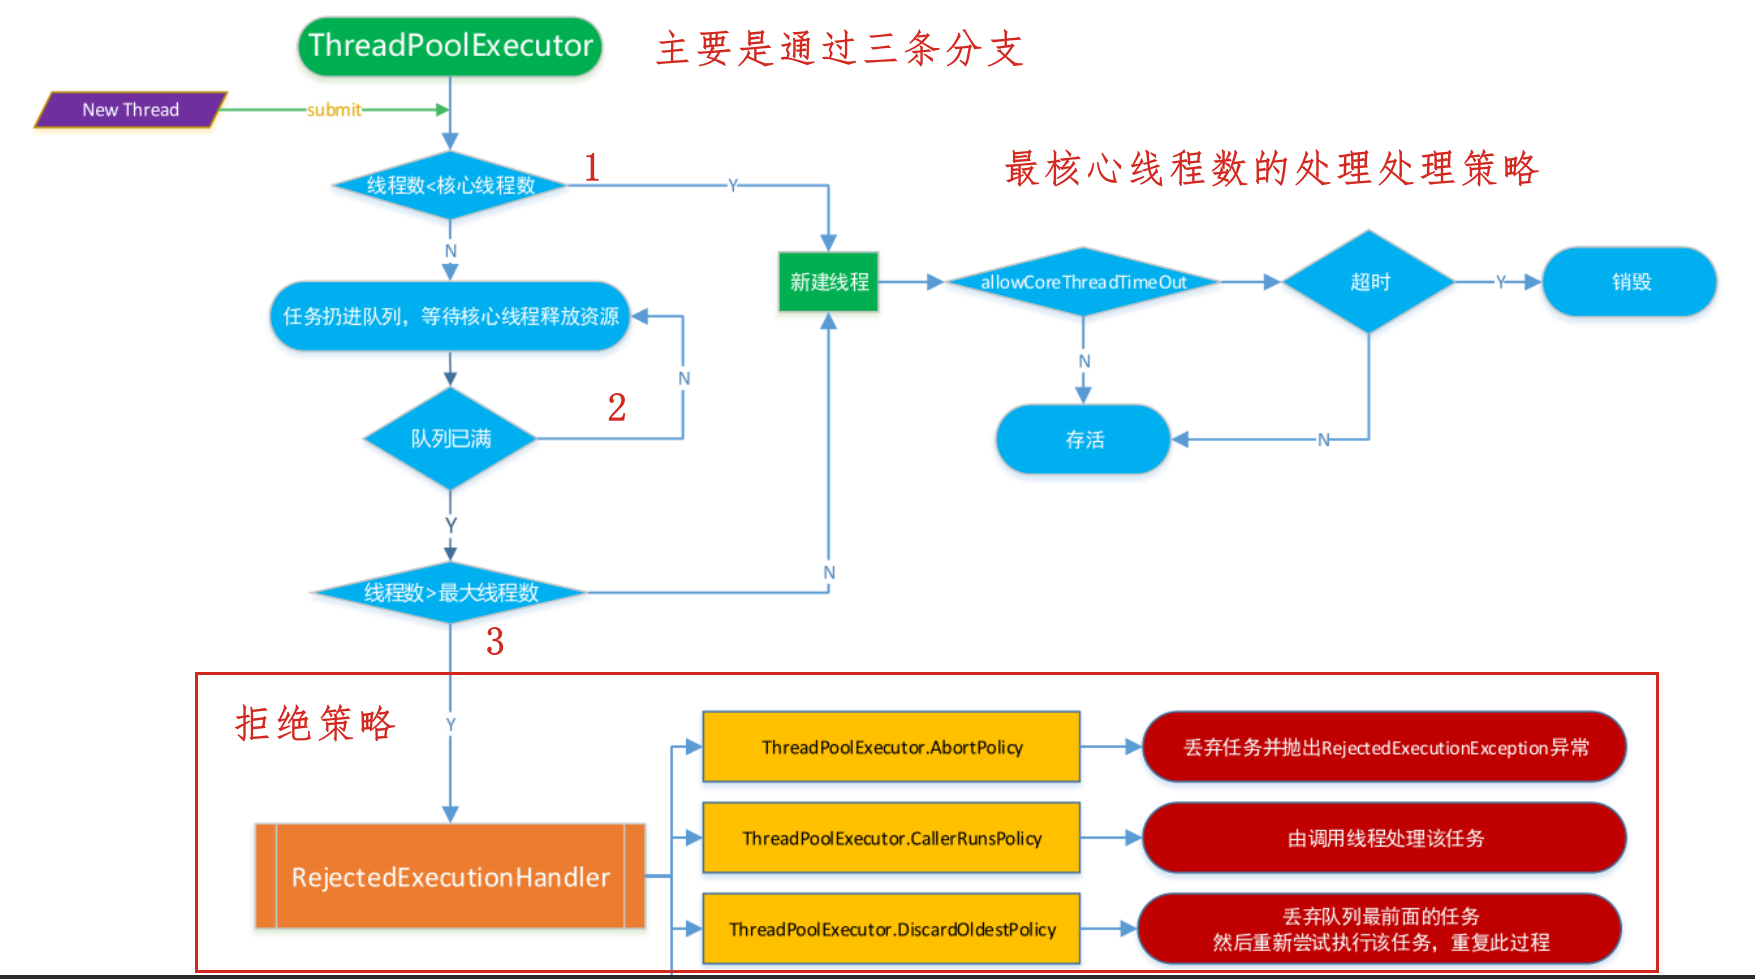 ThreadPoolExecutor
主要是通过三条分支
New Thread
submit
线程数<核心线程数
1
Y
最核心线程数的处理处理策略
N
新建线程
allowCoreThreadTimeOut
超时
Y
销毁
任务扔进队列，等待核心线程释放资源
N
N
2
队列已满
存活
N
Y
N
线程数>最大线程数
3
拒绝策略
Y
ThreadPoolExecutor.AbortPolicy
丢弃任务并抛出RejectedExecutionException异常
ThreadPoolExecutor.CallerRunsPolicy
由调用线程处理该任务
RejectedExecutionHandler
ThreadPoolExecutor.DiscardOldestPolicy
丢弃队列最前面的任务
然后重新尝试执行该任务，重复此过程